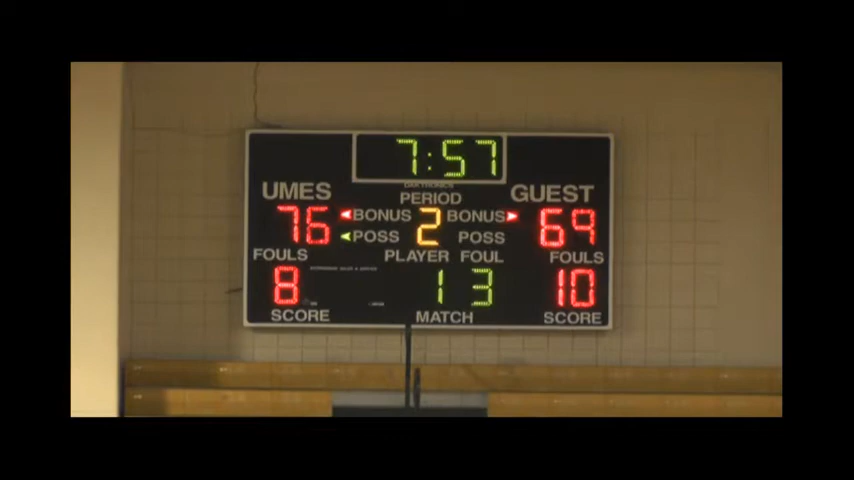 7:57
DAKTRONICS
UMES PERIOD GUEST
76 BONUS 2 BONUS 69
POSS POSS
FOULS PLAYER FOUL FOULS
8 1 3 10
SCORE MATCH SCORE